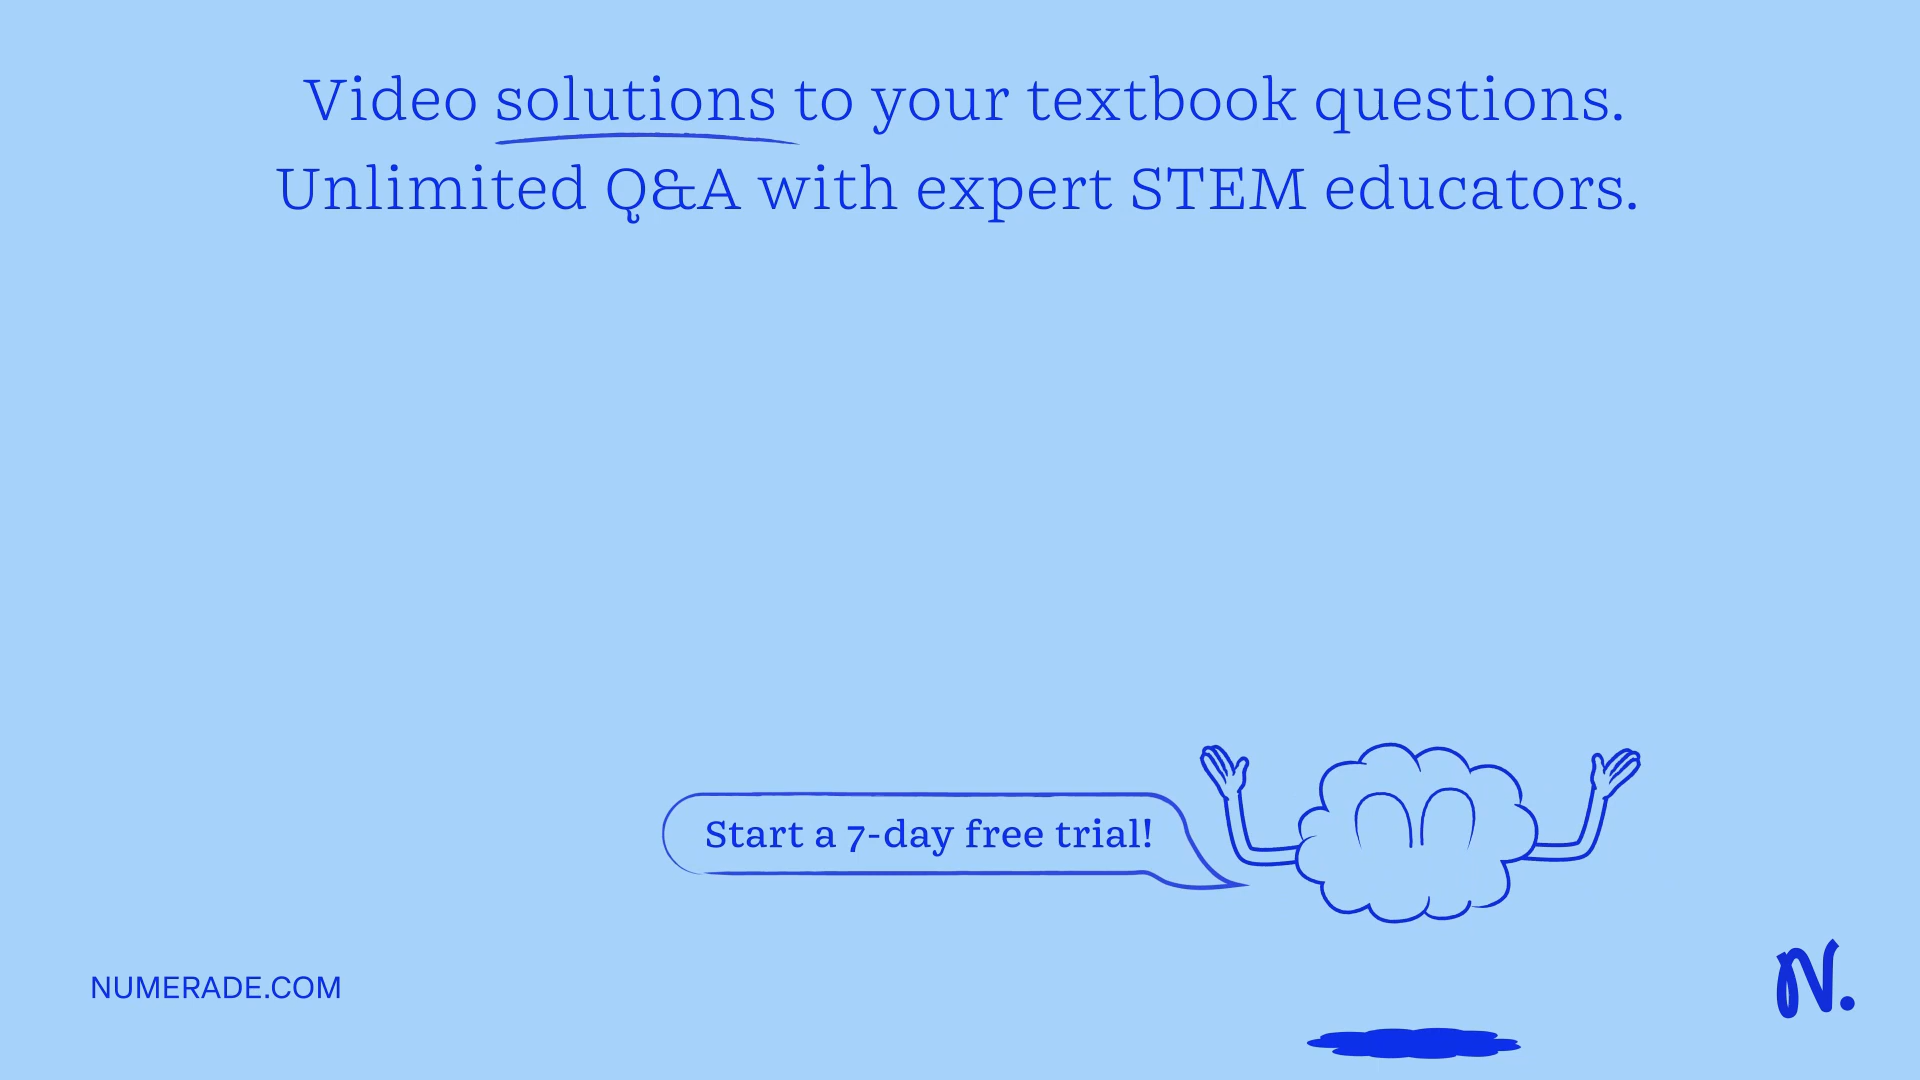 Video solutions to your textbook questions.
Unlimited Q&A with expert STEM educators.
Start a 7-day free trial!
NUMERADE.COM
N.